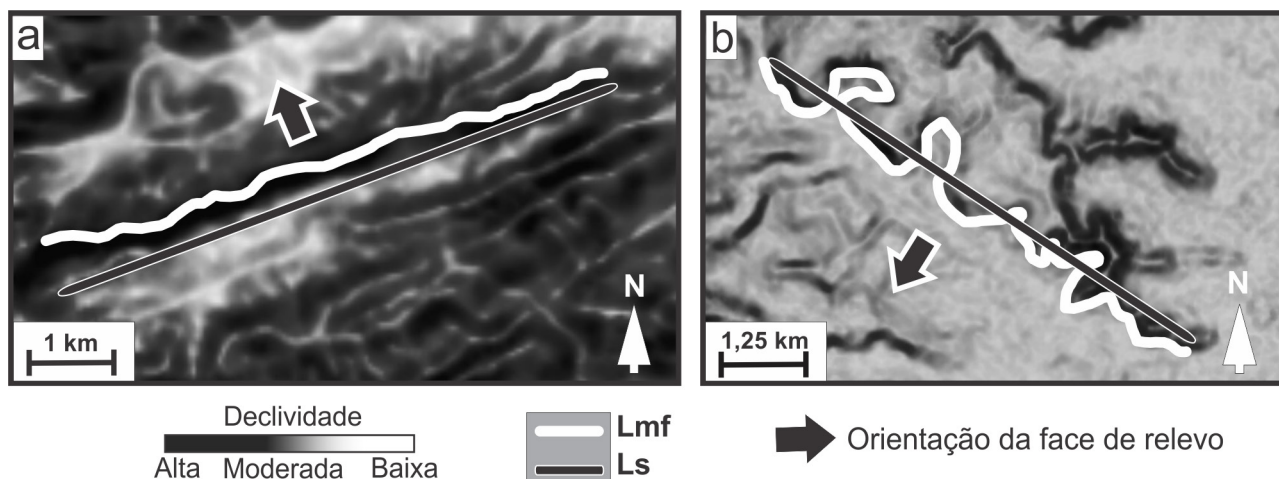 a
N
1 km
b
N
1,25 km
Declividade
Alta Moderada Baixa
Lmf
Ls
Orientação da face de relevo